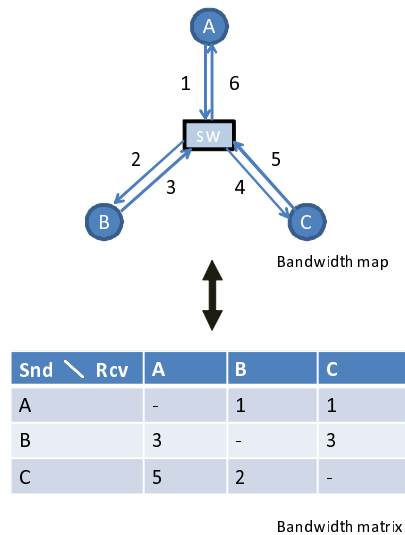 A
1 6
SW
2 5
3 4
B C
Bandwidth map
Snd \ Rcv A B C
A - 1 1
B 3 - 3
C 5 2 -
Bandwidth matrix